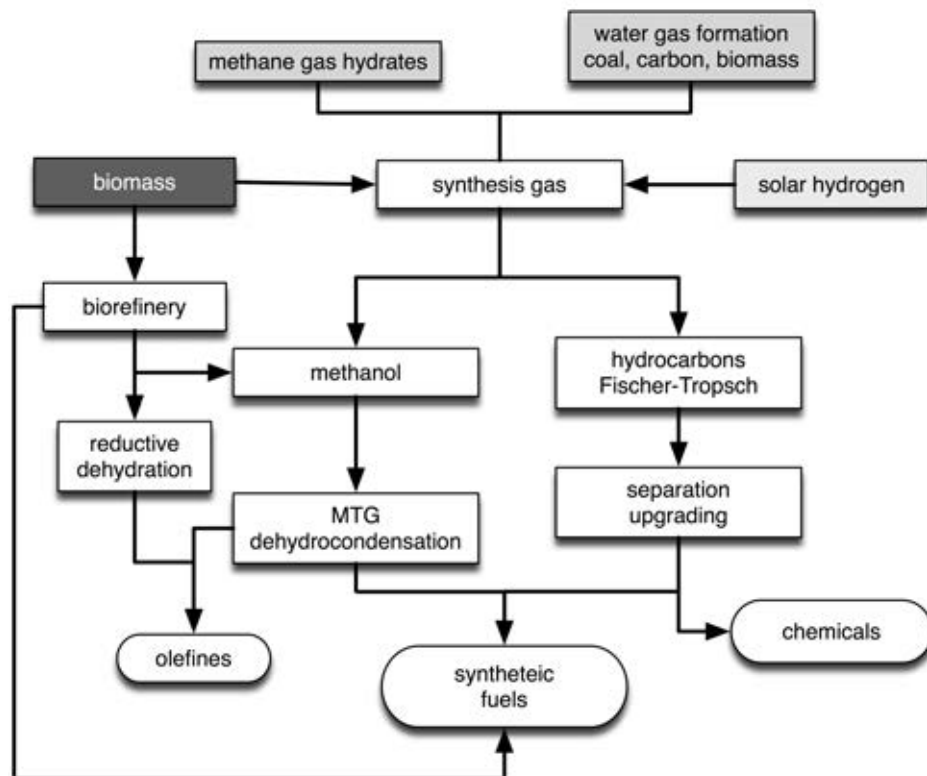 methane gas hydrates
water gas formation
coal, carbon, biomass
biomass
synthesis gas
solar hydrogen
biorefinery
methanol
hydrocarbons
Fischer-Tropsch
reductive
dehydration
MTG
dehydrocondensation
separation
upgrading
olefines
syntheteic
fuels
chemicals